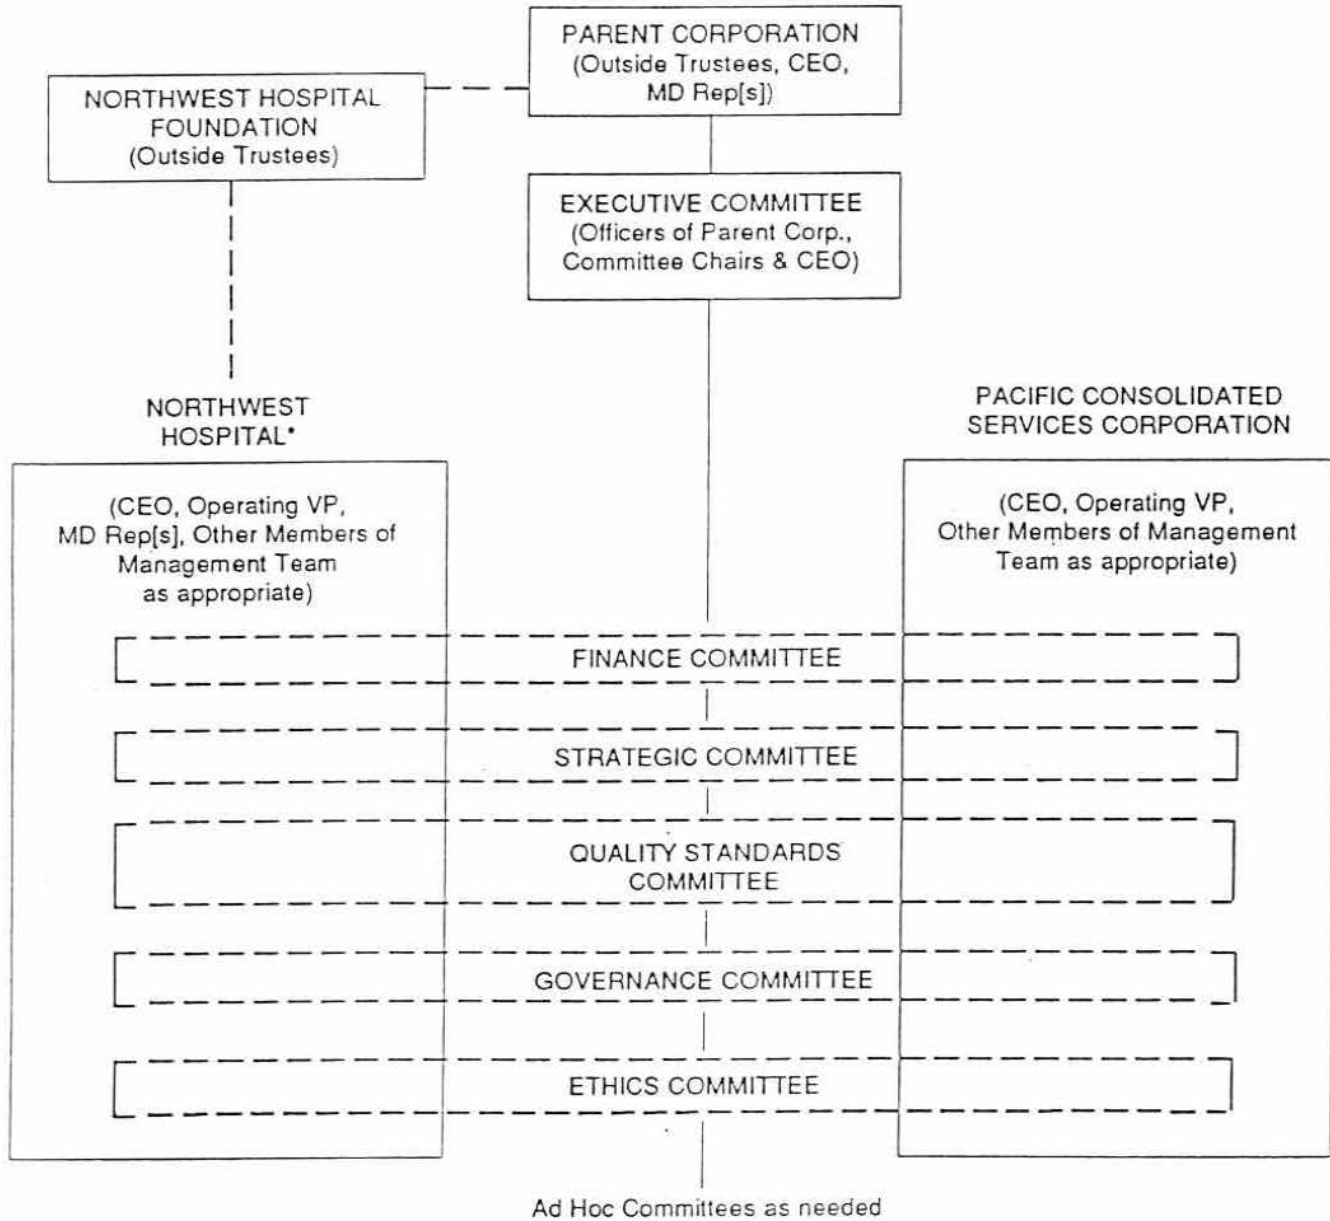 PARENT CORPORATION
(Outside Trustees, CEO,
MD Rep[s])
NORTHWEST HOSPITAL
FOUNDATION
(Outside Trustees)
EXECUTIVE COMMITTEE
(Officers of Parent Corp.,
Committee Chairs & CEO)
NORTHWEST
HOSPITAL*
PACIFIC CONSOLIDATED
SERVICES CORPORATION
(CEO, Operating VP,
MD Rep[s], Other Members of
Management Team
as appropriate)
(CEO, Operating VP,
Other Members of Management
Team as appropriate)
FINANCE COMMITTEE
STRATEGIC COMMITTEE
QUALITY STANDARDS
COMMITTEE
GOVERNANCE COMMITTEE
ETHICS COMMITTEE
Ad Hoc Committees as needed